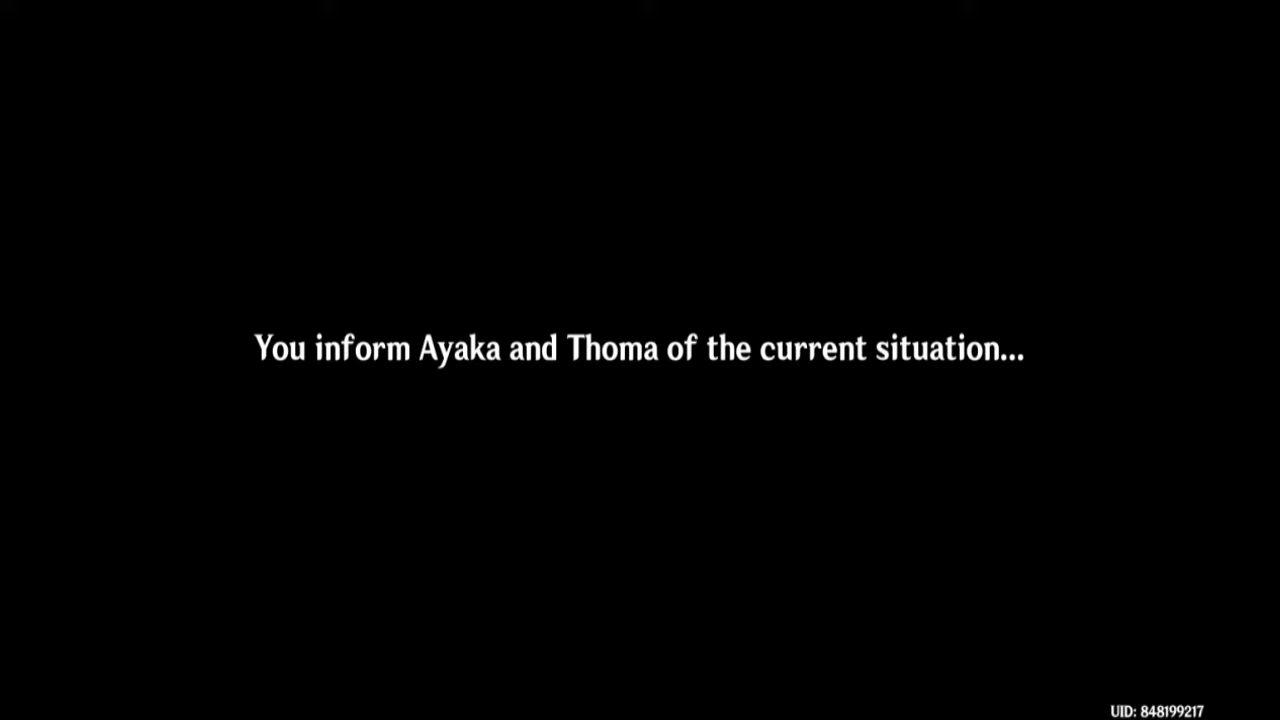 You inform Ayaka and Thoma of the current situation...
UID: 848199217